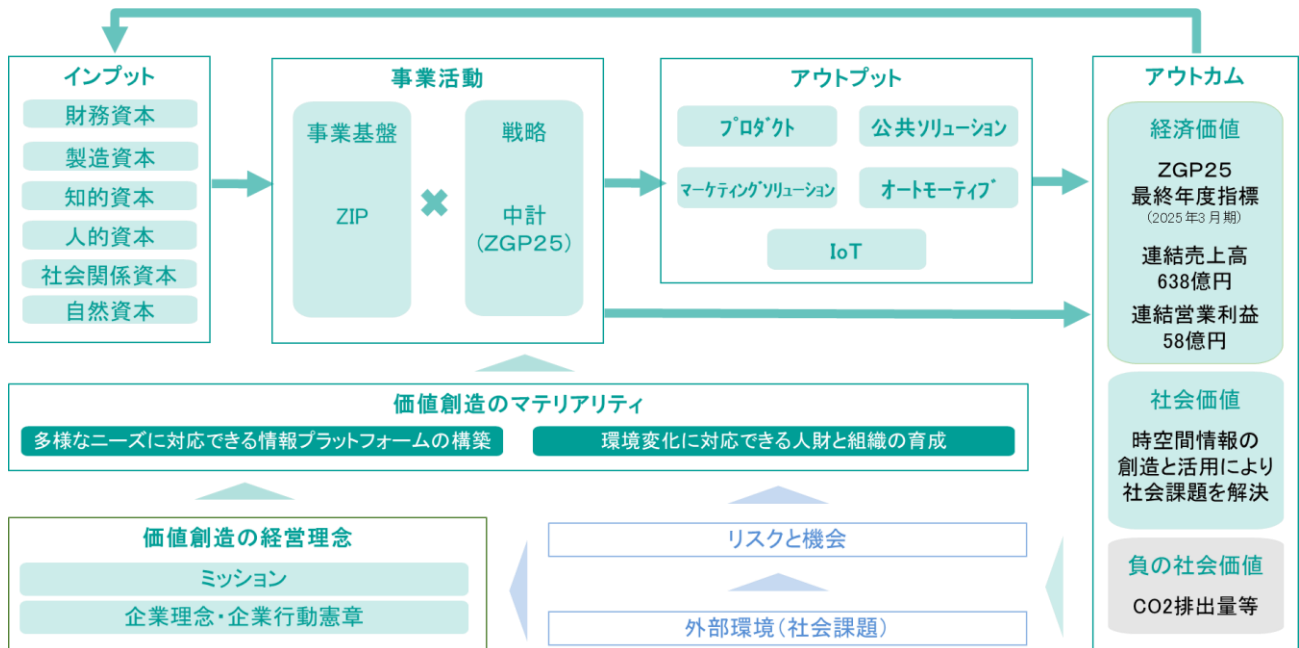 インプット
財務資本
製造資本
知的資本
人的資本
社会関係資本
自然資本
事業活動
事業基盤
ZIP
戦略
中計
(ZGP25)
アウトプット
プロダクト
公共ソリューション
マーケティングソリューション
オートモーティブ
IoT
アウトカム
経済価値
ZGP25
最終年度指標
(2025年3月期)
連結売上高
638億円
連結営業利益
58億円
社会価値
時空間情報の
創造と活用により
社会課題を解決
負の社会価値
CO2排出量等
価値創造のマテリアリティ
多様なニーズに対応できる情報プラットフォームの構築
環境変化に対応できる人財と組織の育成
価値創造の経営理念
ミッション
企業理念・企業行動憲章
リスクと機会
外部環境(社会課題)